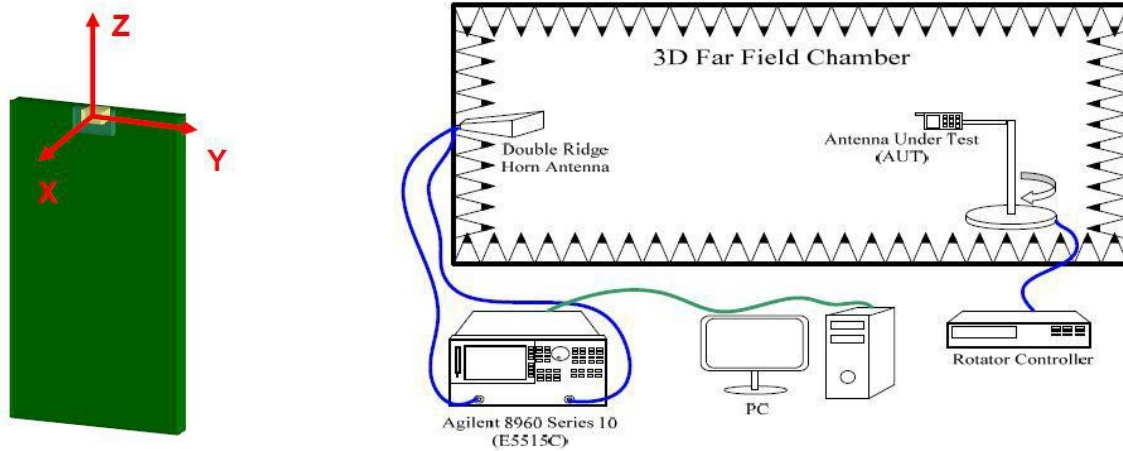 Z
Y
X
3D Far Field Chamber
Double Ridge
Horn Antenna
Antenna Under Test
(AUT)
Agilent 8960 Series 10
(E5515C)
PC
Rotator Controller